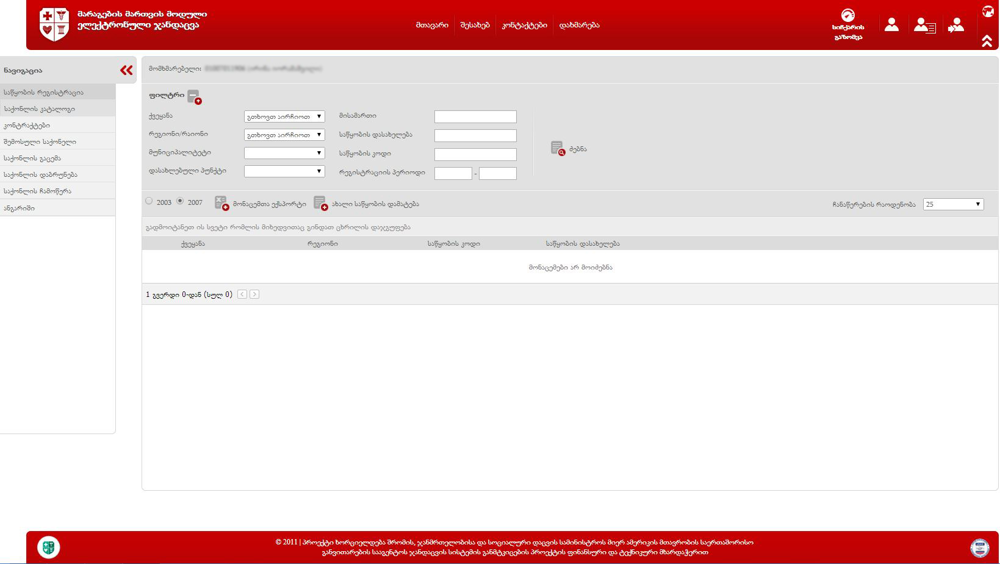 მარაგების მართვის მოდული
ელექტრონული ჯანდაცვა
მთავარი
შესახებ
კონტაქტები
დახმარება
სიჩქარის
გაზომვა
ნავიგაცია
საწყობის რეგისტრაცია
საქონლის კატალოგი
კონტრაქტები
შემოსული საქონელი
საქონლის გაცემა
საქონლის დაბრუნება
საქონლის ჩამოწერა
ანგარიში
მომხმარებელი:
ფილტრი
ქვეყანა გთხოვთ აირჩიოთ მისამართი
რეგიონი/რაიონი გთხოვთ აირჩიოთ საწყობის დასახელება
მუნიციპალიტეტი საწყობის კოდი
დასახლებული პუნქტი რეგისტრაციის პერიოდი -
ძებნა
2003 2007 მონაცემთა ექსპორტი ახალი საწყობის დამატება ჩანაწერების რაოდენობა 25
გადმოიტანეთ ის სვეტი რომლის მიხედვითაც გინდათ ცხრილის დაჯგუფება
ქვეყანა რეგიონი საწყობის კოდი საწყობის დასახელება
მონაცემები არ მოიძებნა
1 გვერდი 0-დან (სულ 0)
© 2011 | პროექტი ხორციელდება შრომის, ჯანმრთელობისა და სოციალური დაცვის სამინისტროს მიერ ამერიკის მთავრობის საერთაშორისო
განვითარების სააგენტოს ჯანდაცვის სისტემის განმტკიცების პროექტის ფინანსური და ტექნიკური მხარდაჭერით